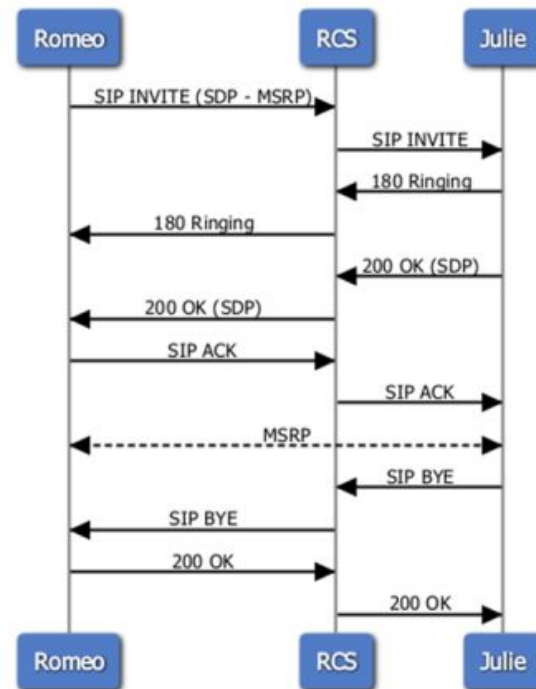 Romeo
RCS
Julie
SIP INVITE (SDP - MSRP)
SIP INVITE
180 Ringing
180 Ringing
200 OK (SDP)
200 OK (SDP)
SIP ACK
SIP ACK
MSRP
SIP BYE
SIP BYE
200 OK
200 OK
Romeo
RCS
Julie